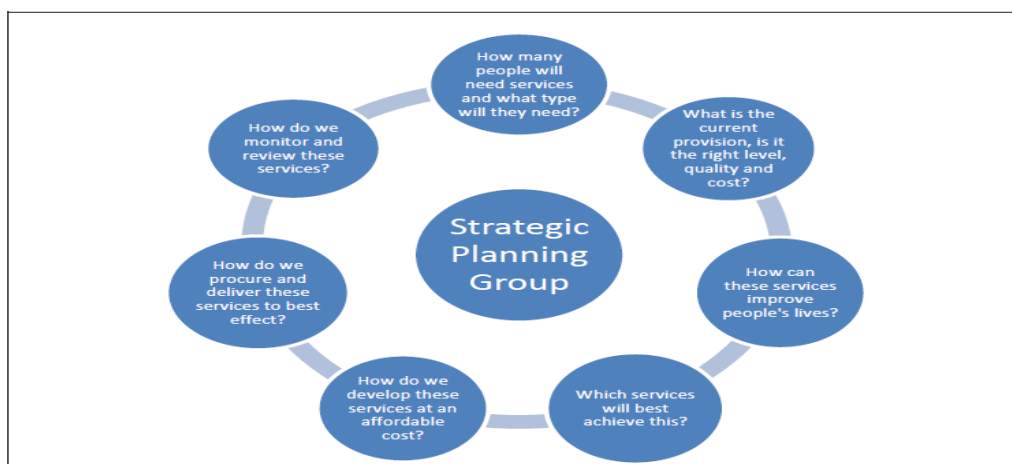 How many
people will
need services
and what type
will they need?
What is the
current
provision, is it
the right level,
quality and
cost?
How can
these services
improve
people's lives?
Which services
will best
achieve this?
How do we
develop these
services at an
affordable
cost?
How do we
procure and
deliver these
services to best
effect?
How do we
monitor and
review these
services?
Strategic
Planning
Group